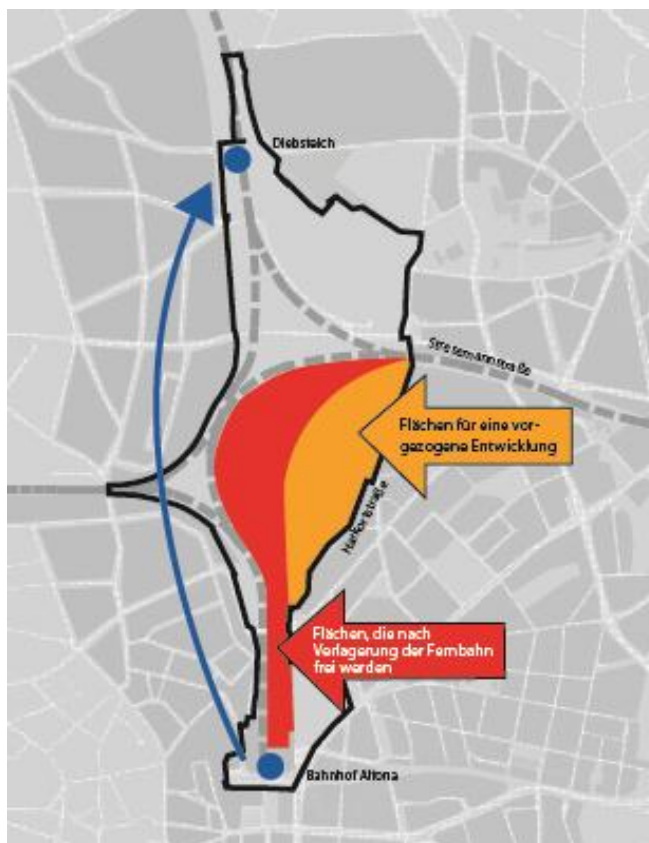 Diebsteich
Stresemannstraße
Flächen für eine vor-
gezogene Entwicklung
Harkortstraße
Flächen, die nach
Verlagerung der Fernbahn
frei werden
Bahnhof Altona